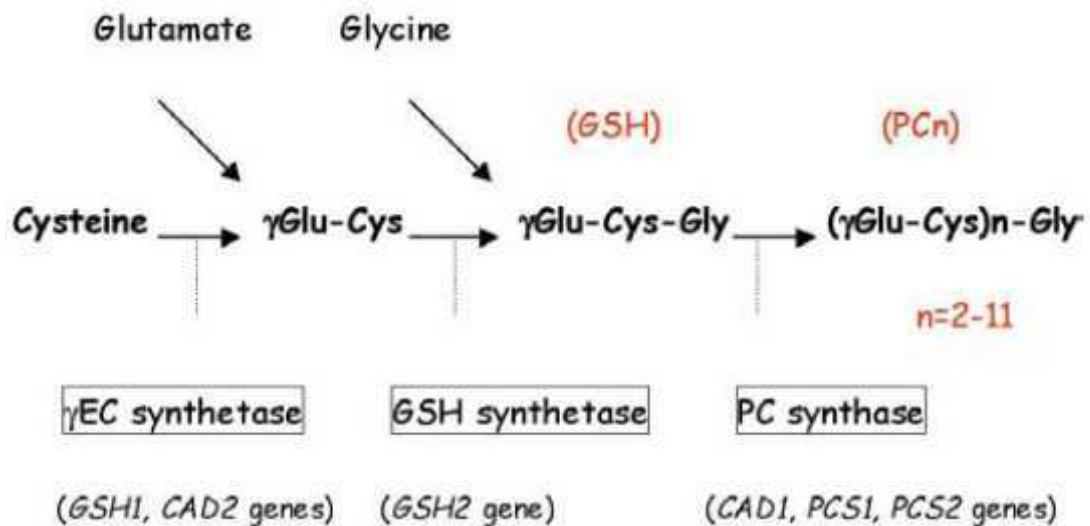 Glutamate Glycine
(GSH) (PCn)
Cysteine γGlu-Cys γGlu-Cys-Gly (γGlu-Cys)n-Gly
n=2-11
γEC synthetase GSH synthetase PC synthase
(GSH1, CAD2 genes) (GSH2 gene) (CAD1, PCS1, PCS2 genes)